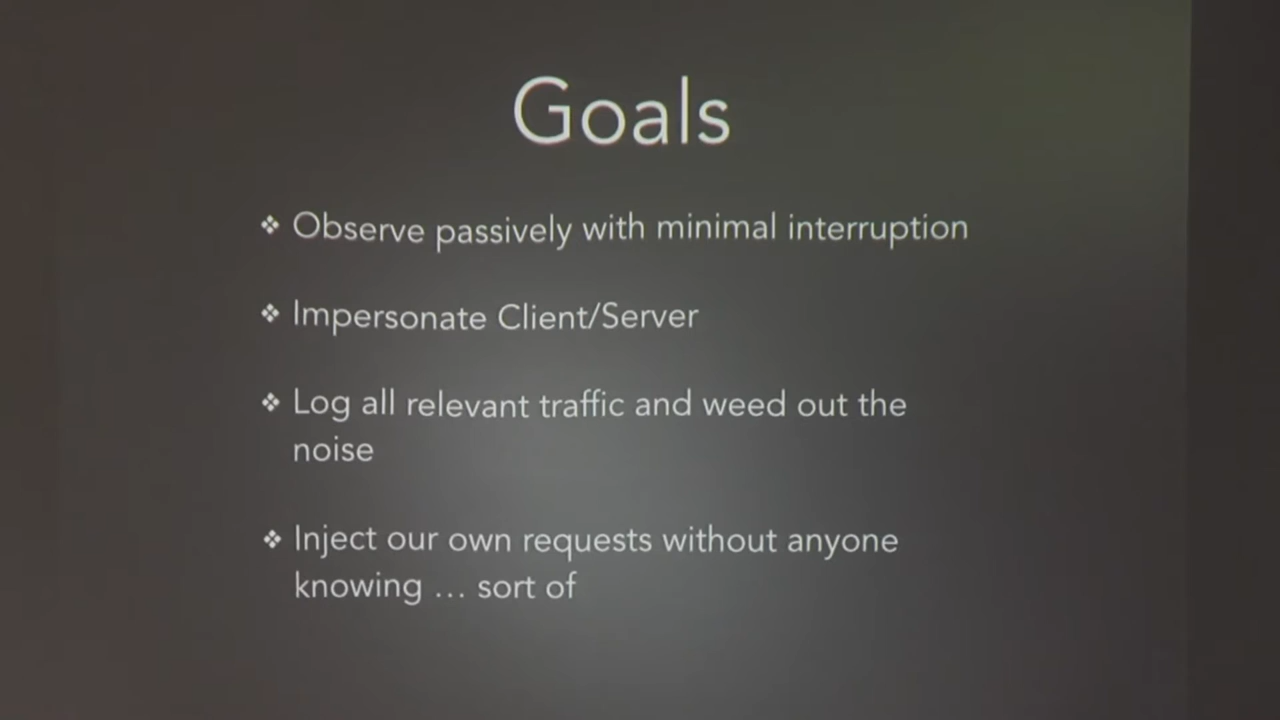 Goals
❖ Observe passively with minimal interruption
❖ Impersonate Client/Server
❖ Log all relevant traffic and weed out the
noise
❖ Inject our own requests without anyone
knowing … sort of